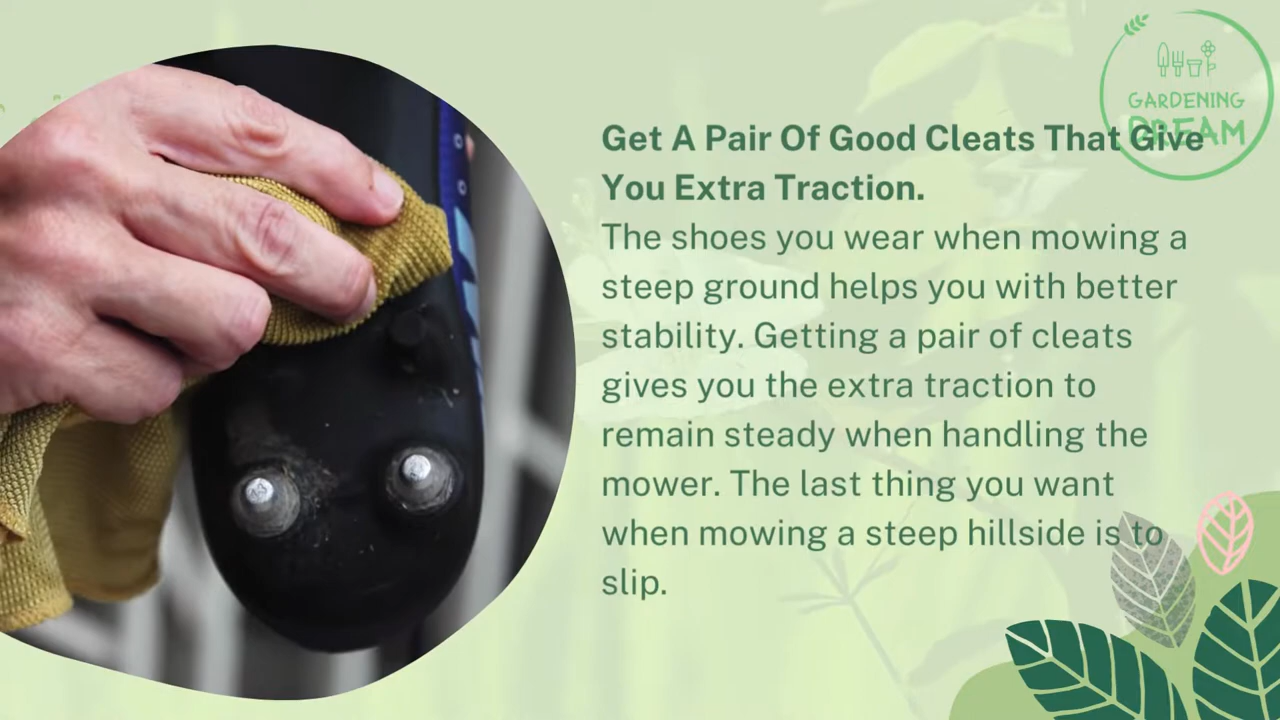 GARDENING
DREAM
Get A Pair Of Good Cleats That Give
You Extra Traction.
The shoes you wear when mowing a
steep ground helps you with better
stability. Getting a pair of cleats
gives you the extra traction to
remain steady when handling the
mower. The last thing you want
when mowing a steep hillside is to
slip.